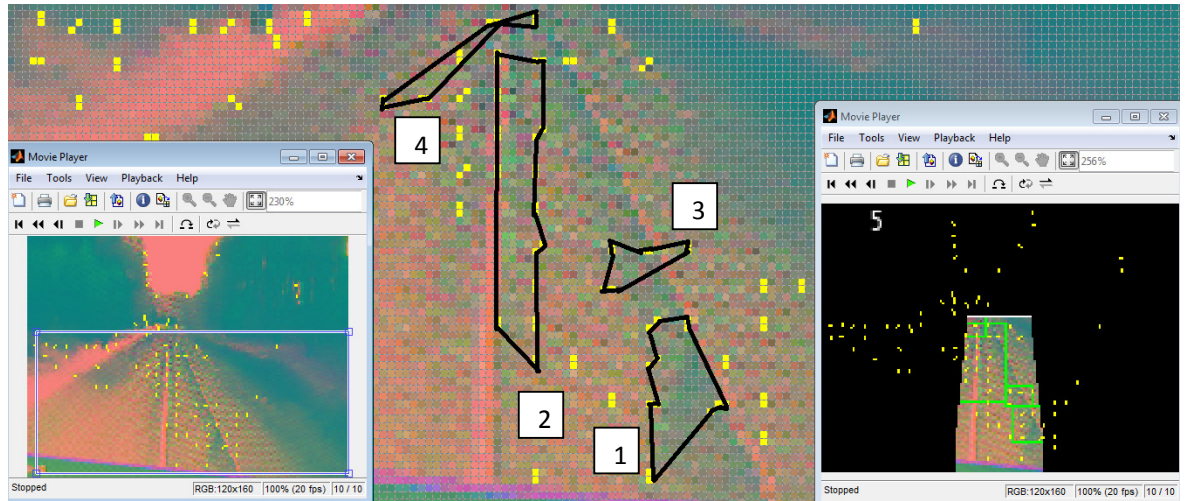 4
3
2
1
Movie Player
File Tools View Playback Help
230%
Stopped
RGB:120x160 100% (20 fps) 10 / 10
Movie Player
File Tools View Playback Help
256%
5
Stopped
RGB:120x160 100% (20 fps) 10 / 10